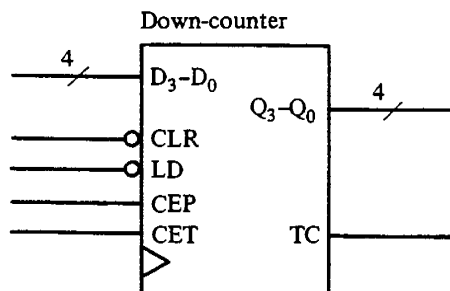 Down-counter
4
D₃–D₀
4
Q₃–Q₀
CLR
LD
CEP
CET
TC